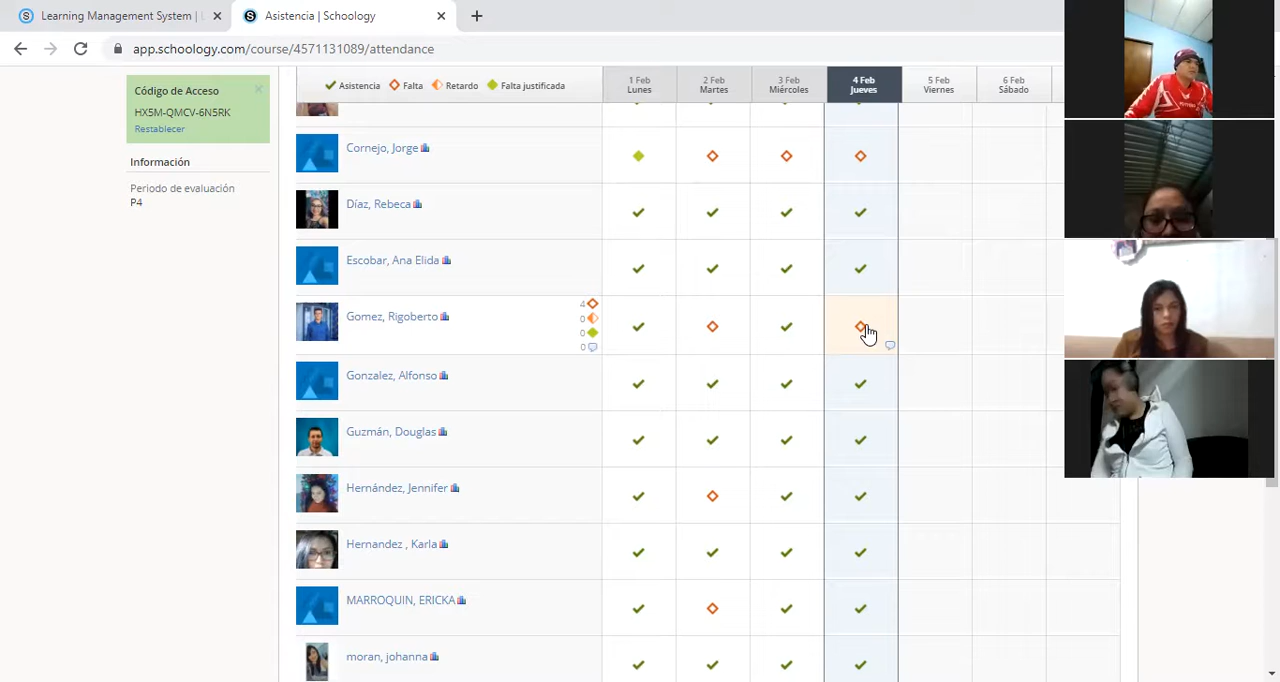 Learning Management System |
Asistencia | Schoology
app.schoology.com/course/4571131089/attendance
Código de Acceso
HX5M-QMCV-6N5RK
Restablecer
Información
Periodo de evaluación
P4
Asistencia Falta Retardo Falta justificada
1 Feb
Lunes
2 Feb
Martes
3 Feb
Miércoles
4 Feb
Jueves
5 Feb
Viernes
6 Feb
Sábado
Cornejo, Jorge
Díaz, Rebeca
Escobar, Ana Elida
Gomez, Rigoberto
4
0
0
0
Gonzalez, Alfonso
Guzmán, Douglas
Hernández, Jennifer
Hernandez , Karla
MARROQUIN, ERICKA
moran, johanna